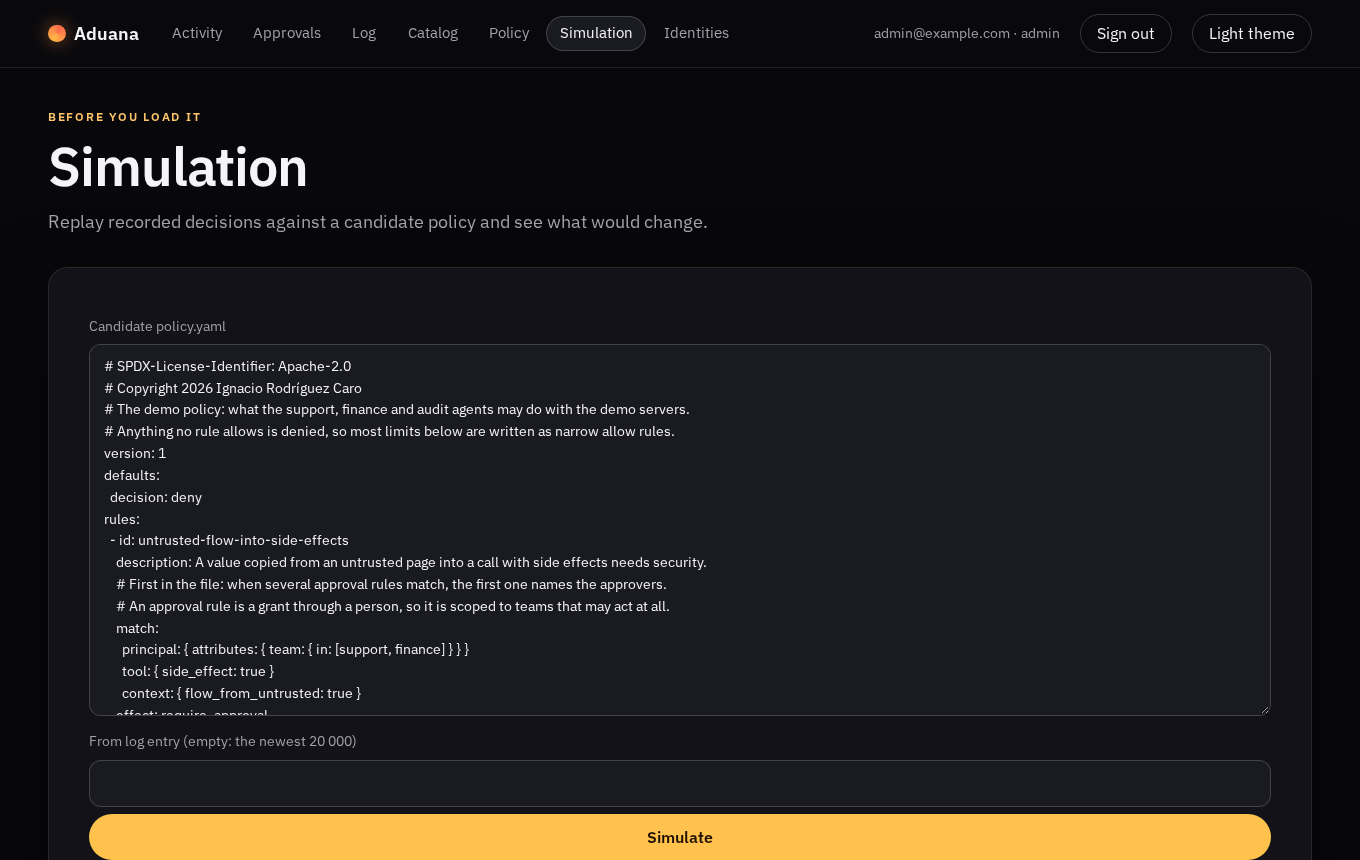 Aduana
Activity
Approvals
Log
Catalog
Policy
Simulation
Identities
admin@example.com · admin
Sign out
Light theme
BEFORE YOU LOAD IT
Simulation
Replay recorded decisions against a candidate policy and see what would change.
Candidate policy.yaml
# SPDX-License-Identifier: Apache-2.0
# Copyright 2026 Ignacio Rodríguez Caro
# The demo policy: what the support, finance and audit agents may do with the demo servers.
# Anything no rule allows is denied, so most limits below are written as narrow allow rules.
version: 1
defaults:
  decision: deny
rules:
  - id: untrusted-flow-into-side-effects
    description: A value copied from an untrusted page into a call with side effects needs security.
    # First in the file: when several approval rules match, the first one names the approvers.
    # An approval rule is a grant through a person, so it is scoped to teams that may act at all.
    match:
      principal: { attributes: { team: { in: [support, finance] } } }
      tool: { side_effect: true }
      context: { flow_from_untrusted: true }
    effect: require_approval
From log entry (empty: the newest 20 000)
Simulate